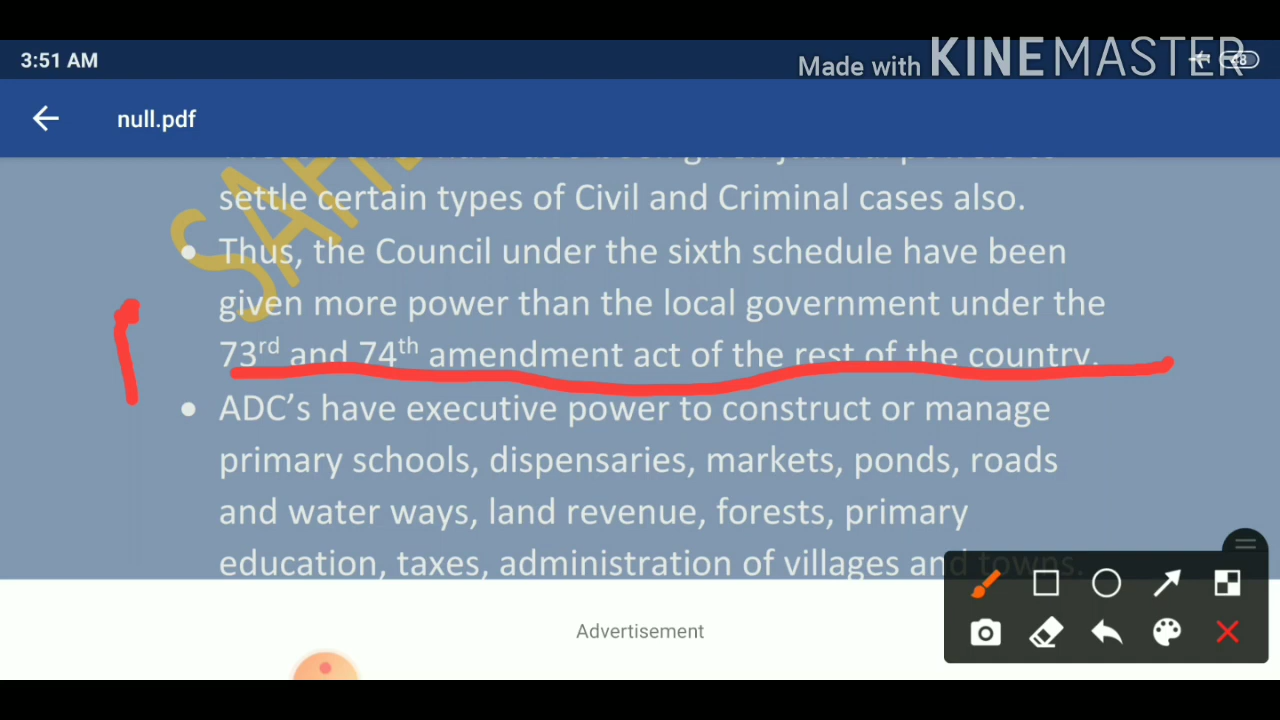 3:51 AM
Made with KINEMASTER
28
null.pdf
settle certain types of Civil and Criminal cases also.
Thus, the Council under the sixth schedule have been
given more power than the local government under the
73rd and 74th amendment act of the rest of the country.
ADC's have executive power to construct or manage
primary schools, dispensaries, markets, ponds, roads
and water ways, land revenue, forests, primary
education, taxes, administration of villages and towns.
Advertisement